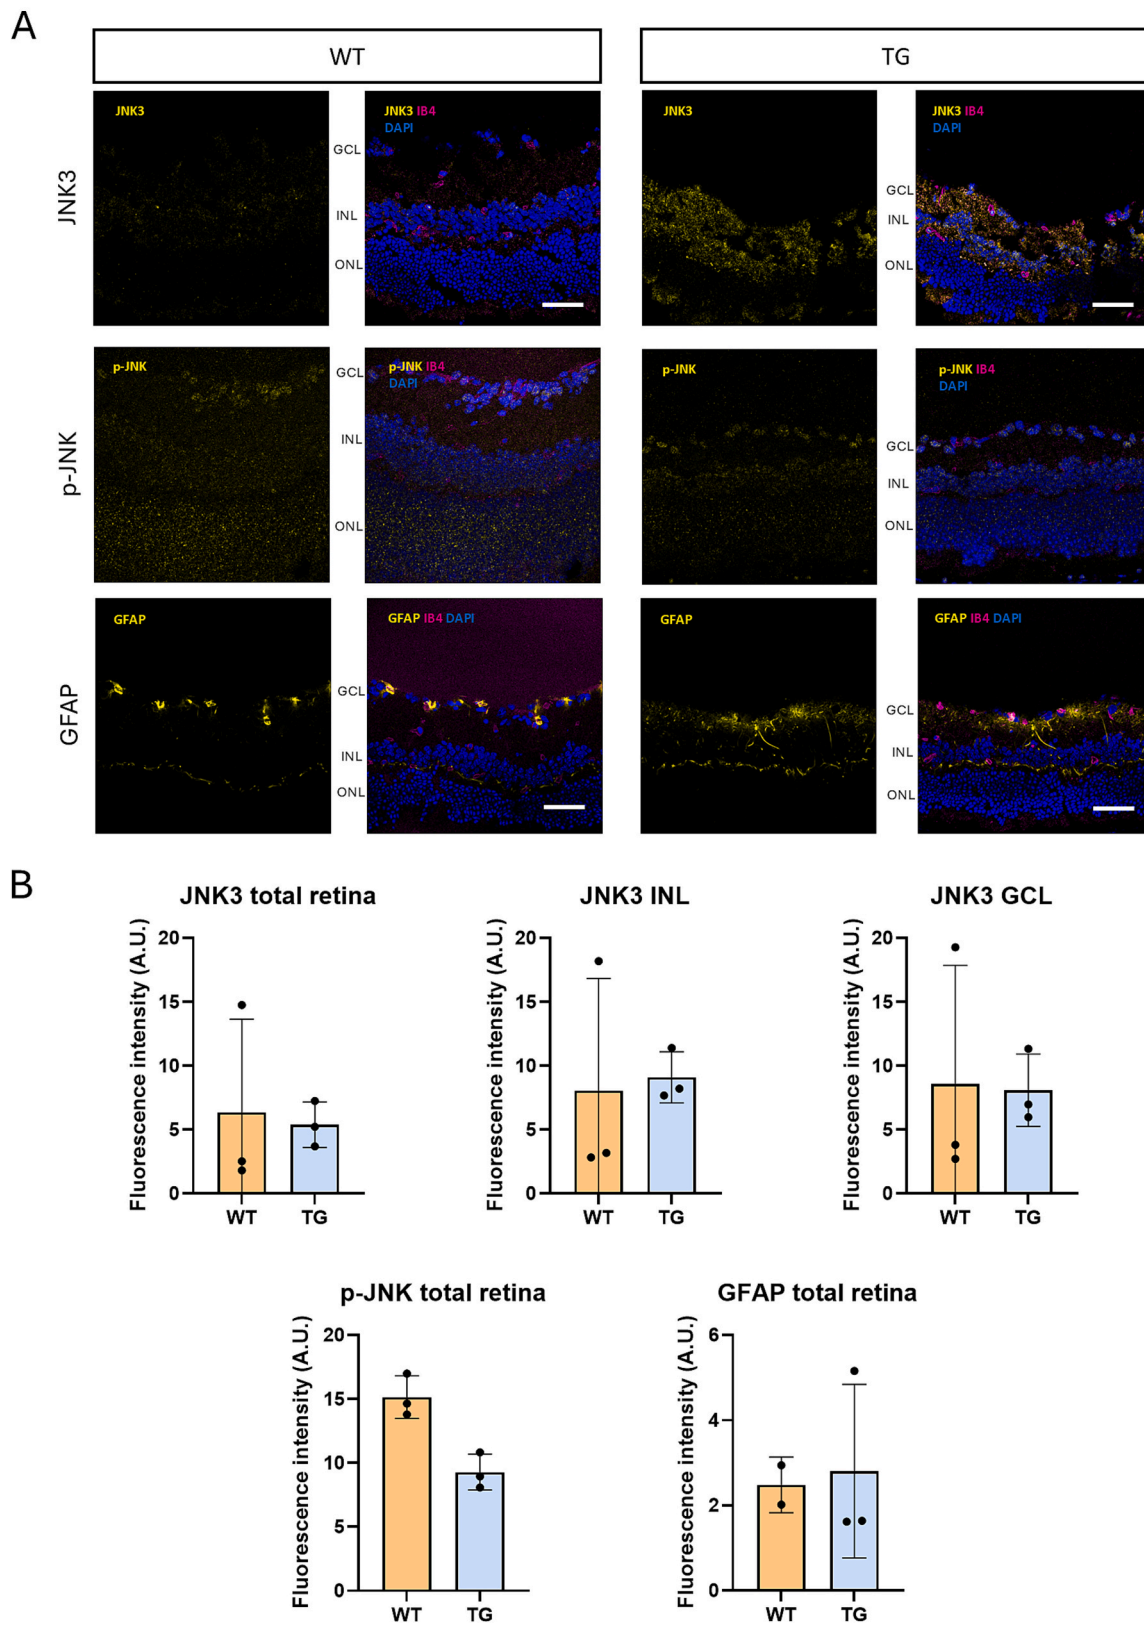 A
WT
TG
JNK3
JNK3
JNK3 IB4
DAPI
GCL
INL
ONL
JNK3
JNK3 IB4
DAPI
GCL
INL
ONL
p-JNK
p-JNK
p-JNK IB4
DAPI
GCL
INL
ONL
p-JNK
p-JNK IB4
DAPI
GCL
INL
ONL
GFAP
GFAP
GFAP IB4 DAPI
GCL
INL
ONL
GFAP
GFAP IB4 DAPI
GCL
INL
ONL
B
JNK3 total retina
Fluorescence intensity (A.U.)
20
15
10
5
0
WT TG
JNK3 INL
Fluorescence intensity (A.U.)
20
15
10
5
0
WT TG
JNK3 GCL
Fluorescence intensity (A.U.)
20
15
10
5
0
WT TG
p-JNK total retina
Fluorescence intensity (A.U.)
20
15
10
5
0
WT TG
GFAP total retina
Fluorescence intensity (A.U.)
6
4
2
0
WT TG